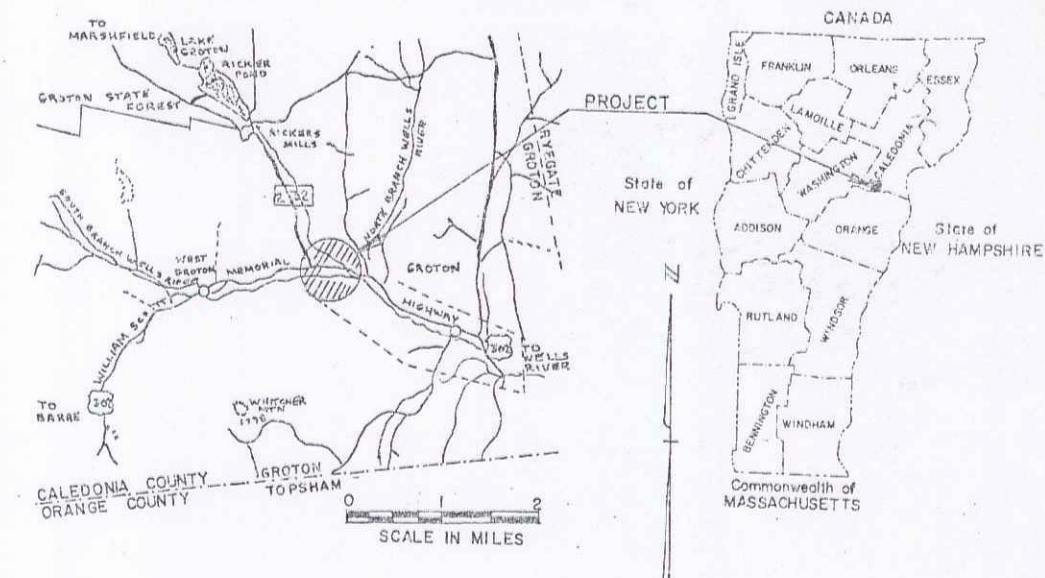 TO
MARSHFIELD
LAKE
GROTON
RICKER
POND
GROTON STATE
FOREST
RICKERS
MILLS
232
NORTH BRANCH WELLS
RIVER
RYEGATE
GROTON
SOUTH BRANCH WELLS
RIVER
WEST
GROTON
WILLIAM SCOTT
MEMORIAL
HIGHWAY
GROTON
302
TO
WELLS
RIVER
302
TO
BARRE
WHITCHER
MTN
1798
CALEDONIA COUNTY
ORANGE COUNTY
GROTON
TOPSHAM
0 1 2
SCALE IN MILES
PROJECT
CANADA
GRAND ISLE
FRANKLIN
ORLEANS
ESSEX
LAMOILLE
CHITTENDEN
WASHINGTON
CALEDONIA
State of
NEW YORK
ADDISON
ORANGE
State of
NEW HAMPSHIRE
N
RUTLAND
WINDSOR
BENNINGTON
WINDHAM
Commonwealth of
MASSACHUSETTS